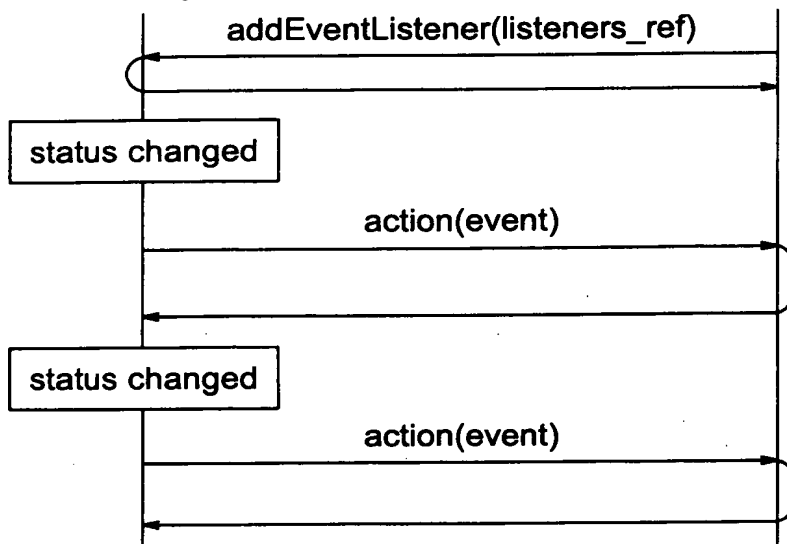 addEventListener(listeners_ref)
status changed
action(event)
status changed
action(event)